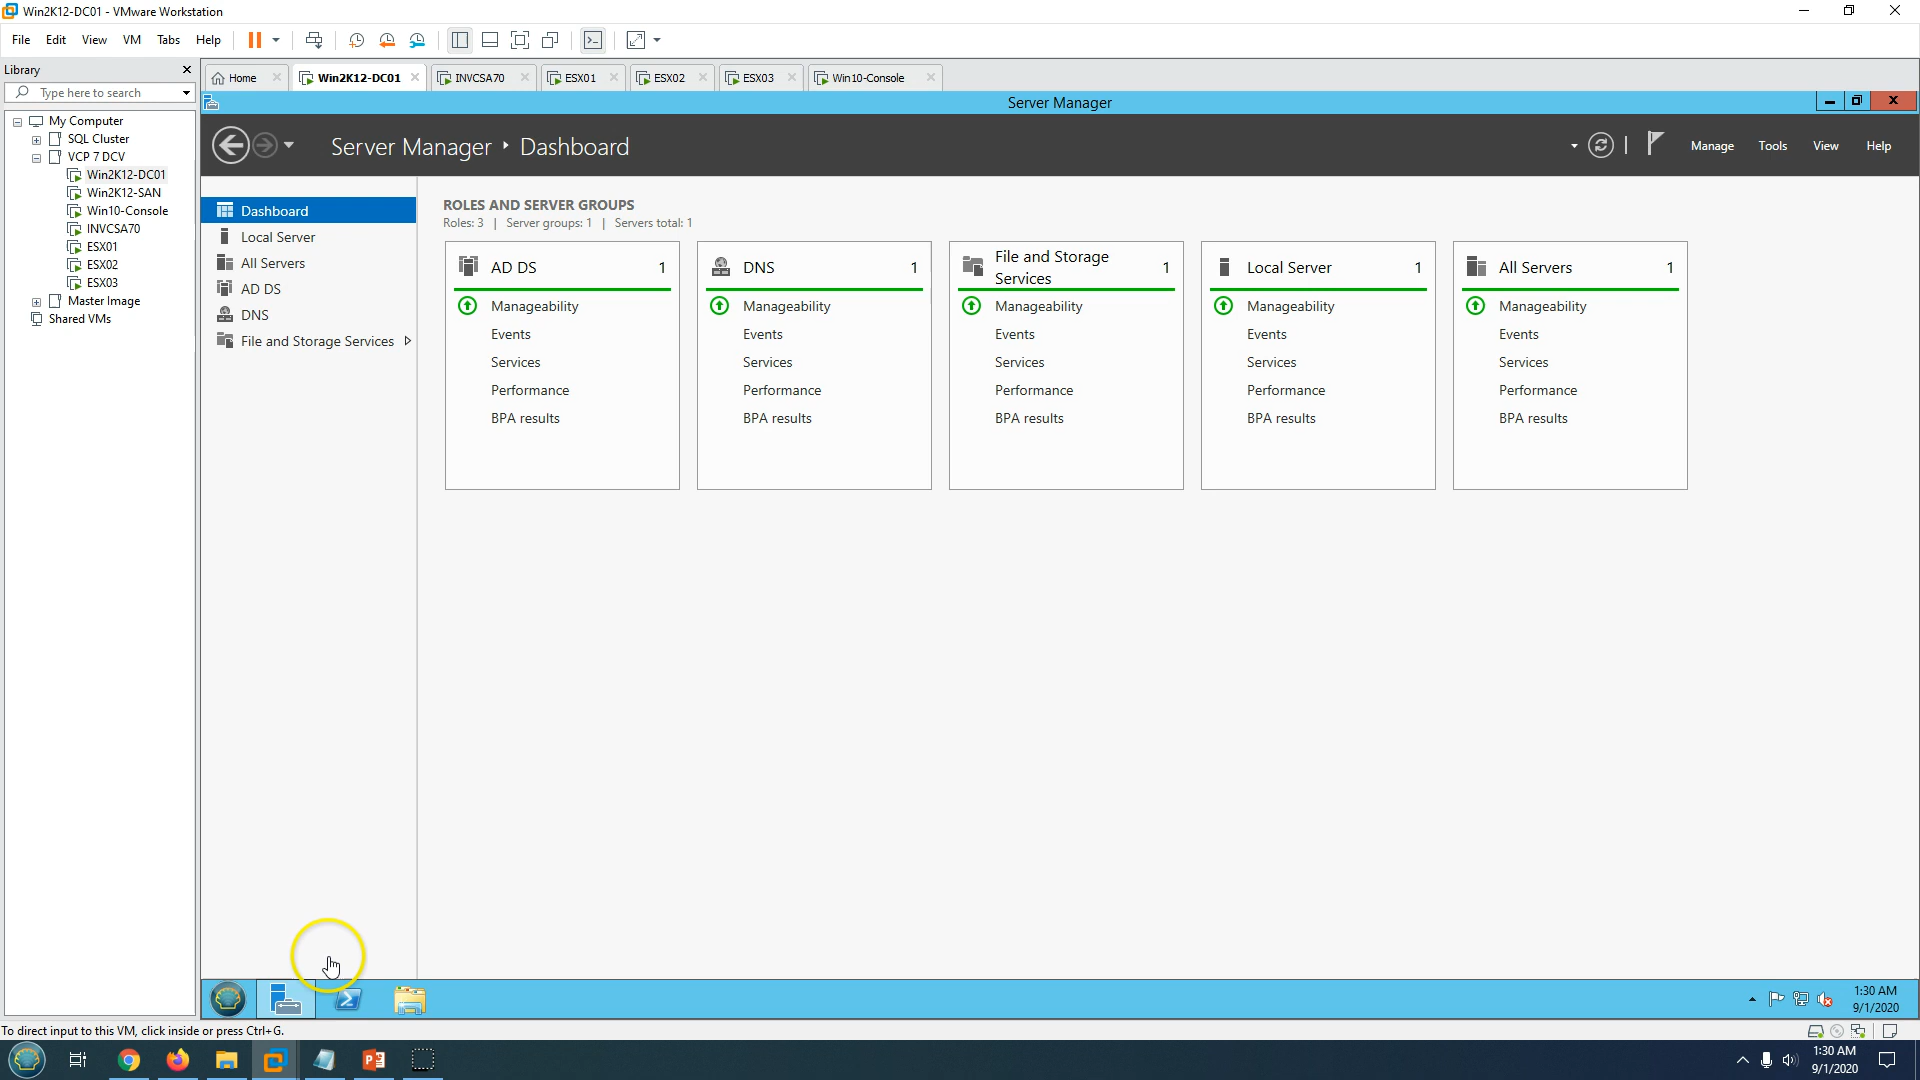 Win2K12-DC01 - VMware Workstation
File Edit View VM Tabs Help
Library
Type here to search
My Computer
SQL Cluster
VCP 7 DCV
Win2K12-DC01
Win2K12-SAN
Win10-Console
INVCSA70
ESX01
ESX02
ESX03
Master Image
Shared VMs
Home Win2K12-DC01 INVCSA70 ESX01 ESX02 ESX03 Win10-Console
Server Manager
Server Manager Dashboard
Manage Tools View Help
Dashboard
Local Server
All Servers
AD DS
DNS
File and Storage Services
ROLES AND SERVER GROUPS
Roles: 3 | Server groups: 1 | Servers total: 1
AD DS 1
Manageability
Events
Services
Performance
BPA results
DNS 1
Manageability
Events
Services
Performance
BPA results
File and Storage
Services 1
Manageability
Events
Services
Performance
BPA results
Local Server 1
Manageability
Events
Services
Performance
BPA results
All Servers 1
Manageability
Events
Services
Performance
BPA results
1:30 AM
9/1/2020
To direct input to this VM, click inside or press Ctrl+G.
1:30 AM
9/1/2020